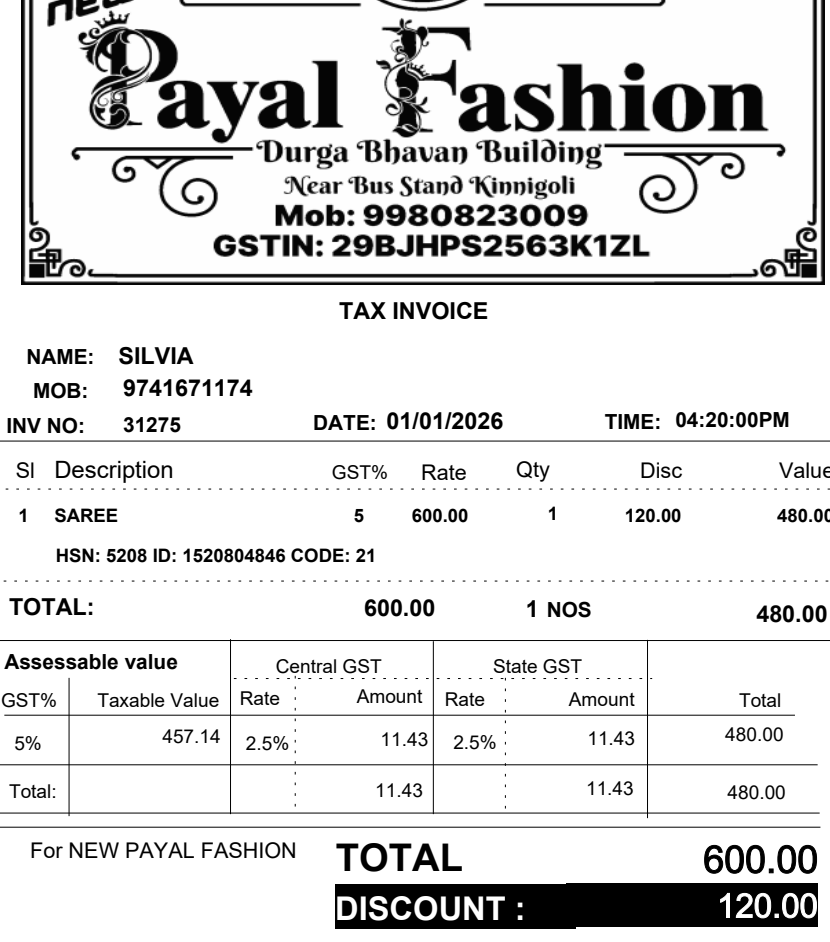 new
Payal Fashion
Durga Bhavan Building
Near Bus Stand Kinnigoli
Mob: 9980823009
GSTIN: 29BJHPS2563K1ZL
TAX INVOICE
NAME: SILVIA
MOB: 9741671174
INV NO: 31275 DATE: 01/01/2026 TIME: 04:20:00PM
Sl Description GST% Rate Qty Disc Value
1 SAREE 5 600.00 1 120.00 480.00
HSN: 5208 ID: 1520804846 CODE: 21
TOTAL: 600.00 1 NOS 480.00
Assessable value Central GST State GST
GST% Taxable Value Rate Amount Rate Amount Total
5% 457.14 2.5% 11.43 2.5% 11.43 480.00
Total: 11.43 11.43 480.00
For NEW PAYAL FASHION TOTAL 600.00
DISCOUNT : 120.00